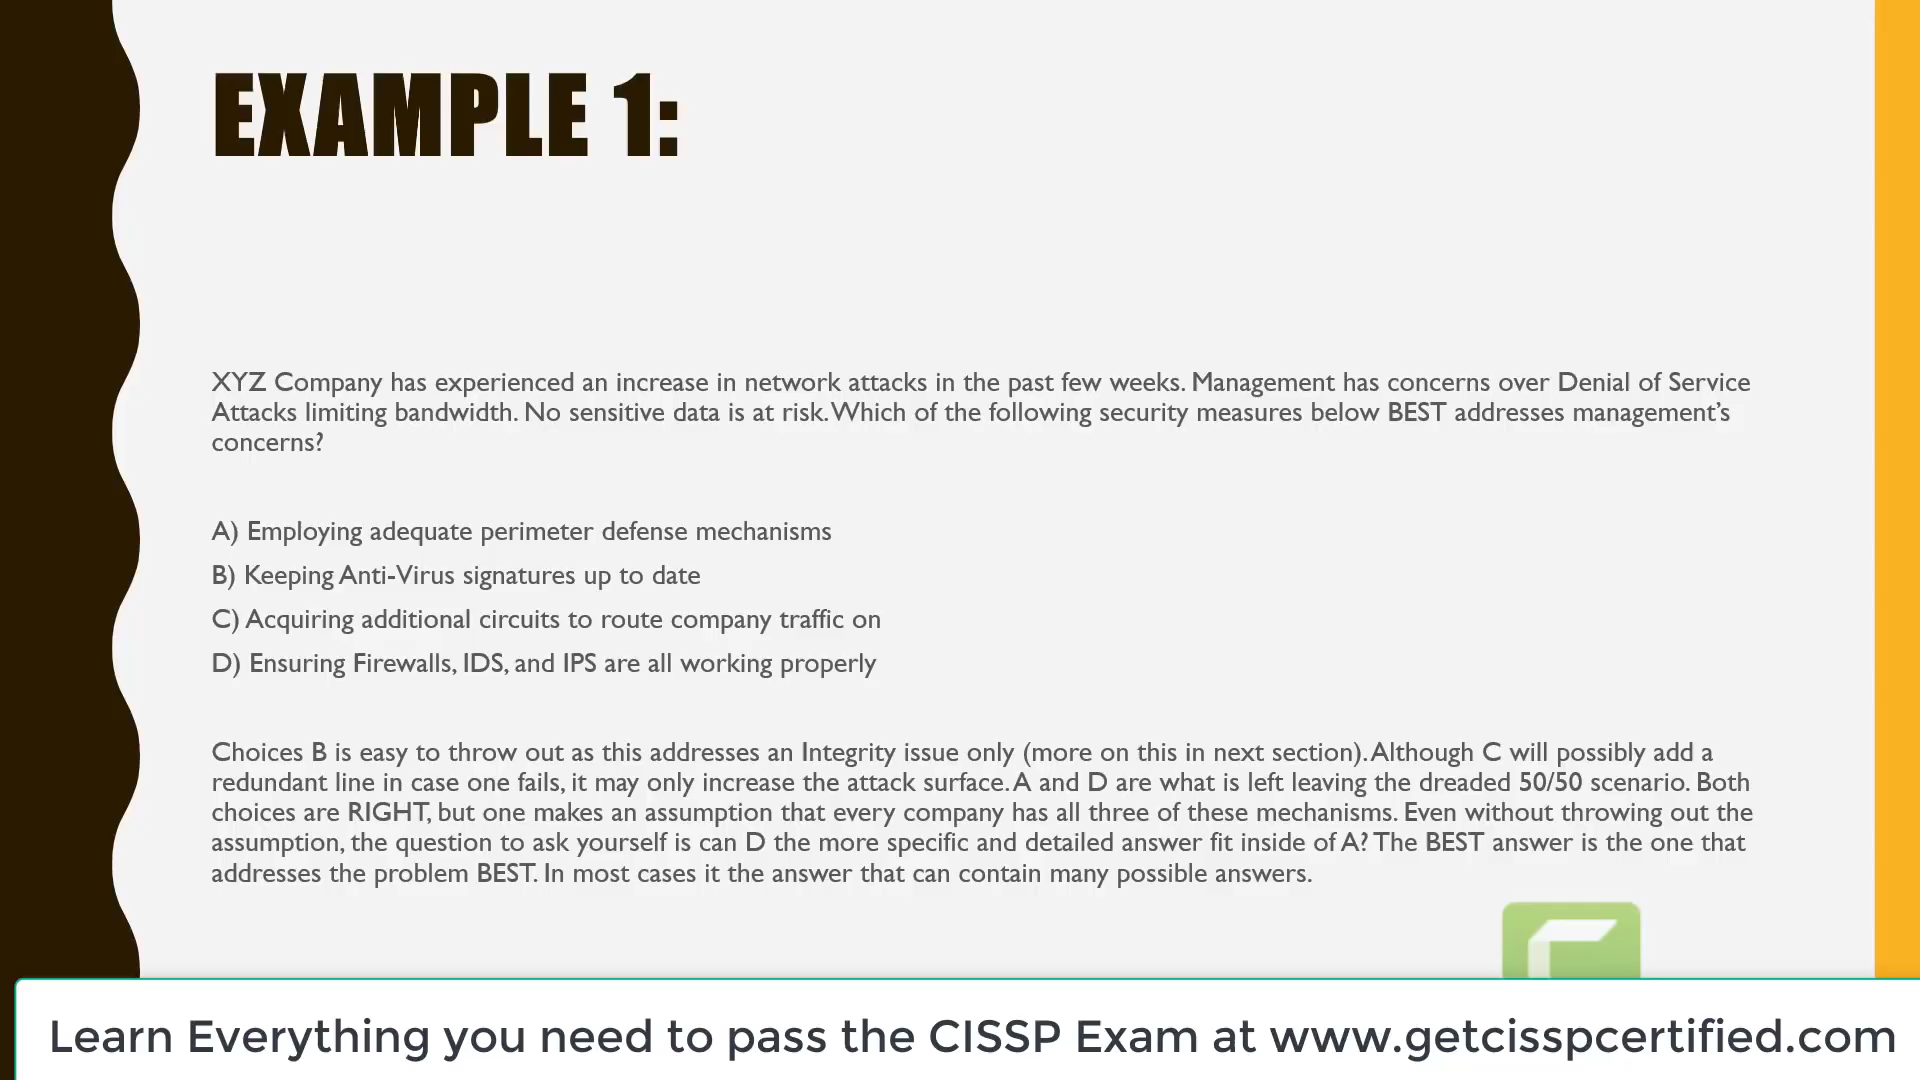 EXAMPLE 1:
XYZ Company has experienced an increase in network attacks in the past few weeks. Management has concerns over Denial of Service
Attacks limiting bandwidth. No sensitive data is at risk. Which of the following security measures below BEST addresses management's
concerns?
A) Employing adequate perimeter defense mechanisms
B) Keeping Anti-Virus signatures up to date
C) Acquiring additional circuits to route company traffic on
D) Ensuring Firewalls, IDS, and IPS are all working properly
Choices B is easy to throw out as this addresses an Integrity issue only (more on this in next section). Although C will possibly add a
redundant line in case one fails, it may only increase the attack surface. A and D are what is left leaving the dreaded 50/50 scenario. Both
choices are RIGHT, but one makes an assumption that every company has all three of these mechanisms. Even without throwing out the
assumption, the question to ask yourself is can D the more specific and detailed answer fit inside of A? The BEST answer is the one that
addresses the problem BEST. In most cases it the answer that can contain many possible answers.
Learn Everything you need to pass the CISSP Exam at www.getcisspcertified.com